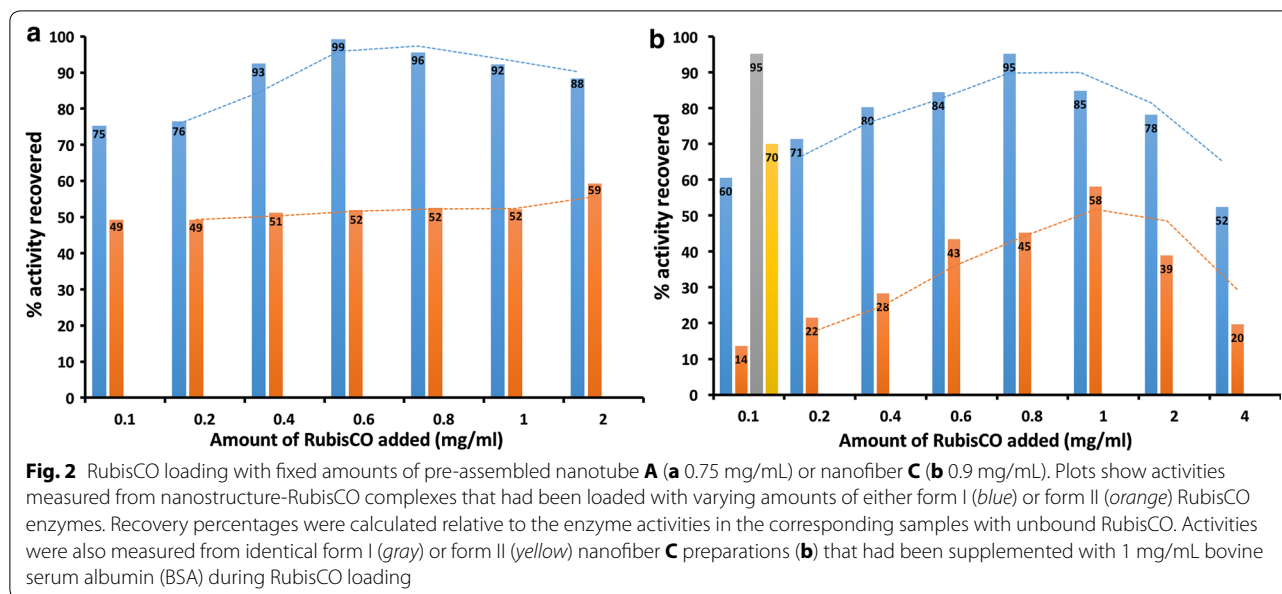 a
100
90
80
70
60
50
40
30
20
10
0
% activity recovered
75 76 93 99 96 92 88
49 49 51 52 52 52 59
0.1 0.2 0.4 0.6 0.8 1 2
Amount of RubisCO added (mg/ml)
b
100
90
80
70
60
50
40
30
20
10
0
% activity recovered
60 71 80 84 95 85 78 52
14 22 28 43 45 58 39 20
95
70
0.1 0.2 0.4 0.6 0.8 1 2 4
Amount of RubisCO added (mg/ml)
Fig. 2 RubisCO loading with fixed amounts of pre-assembled nanotube A (a 0.75 mg/mL) or nanofiber C (b 0.9 mg/mL). Plots show activities
measured from nanostructure-RubisCO complexes that had been loaded with varying amounts of either form I (blue) or form II (orange) RubisCO
enzymes. Recovery percentages were calculated relative to the enzyme activities in the corresponding samples with unbound RubisCO. Activities
were also measured from identical form I (gray) or form II (yellow) nanofiber C preparations (b) that had been supplemented with 1 mg/mL bovine
serum albumin (BSA) during RubisCO loading